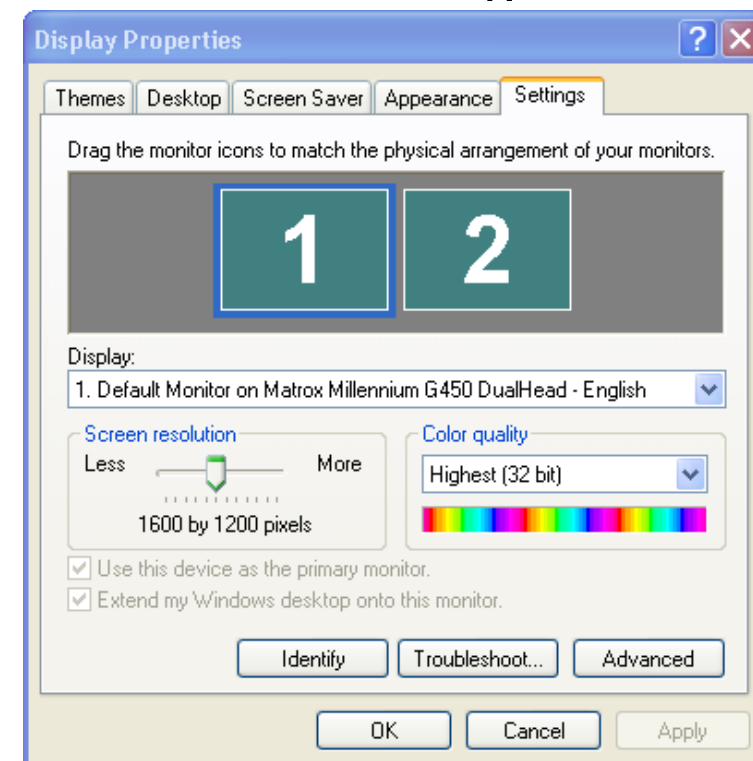 Display Properties
Themes Desktop Screen Saver Appearance Settings
Drag the monitor icons to match the physical arrangement of your monitors.
1 2
Display:
1. Default Monitor on Matrox Millennium G450 DualHead - English
Screen resolution
Less More
1600 by 1200 pixels
Color quality
Highest (32 bit)
Use this device as the primary monitor.
Extend my Windows desktop onto this monitor.
Identify Troubleshoot... Advanced
OK Cancel Apply